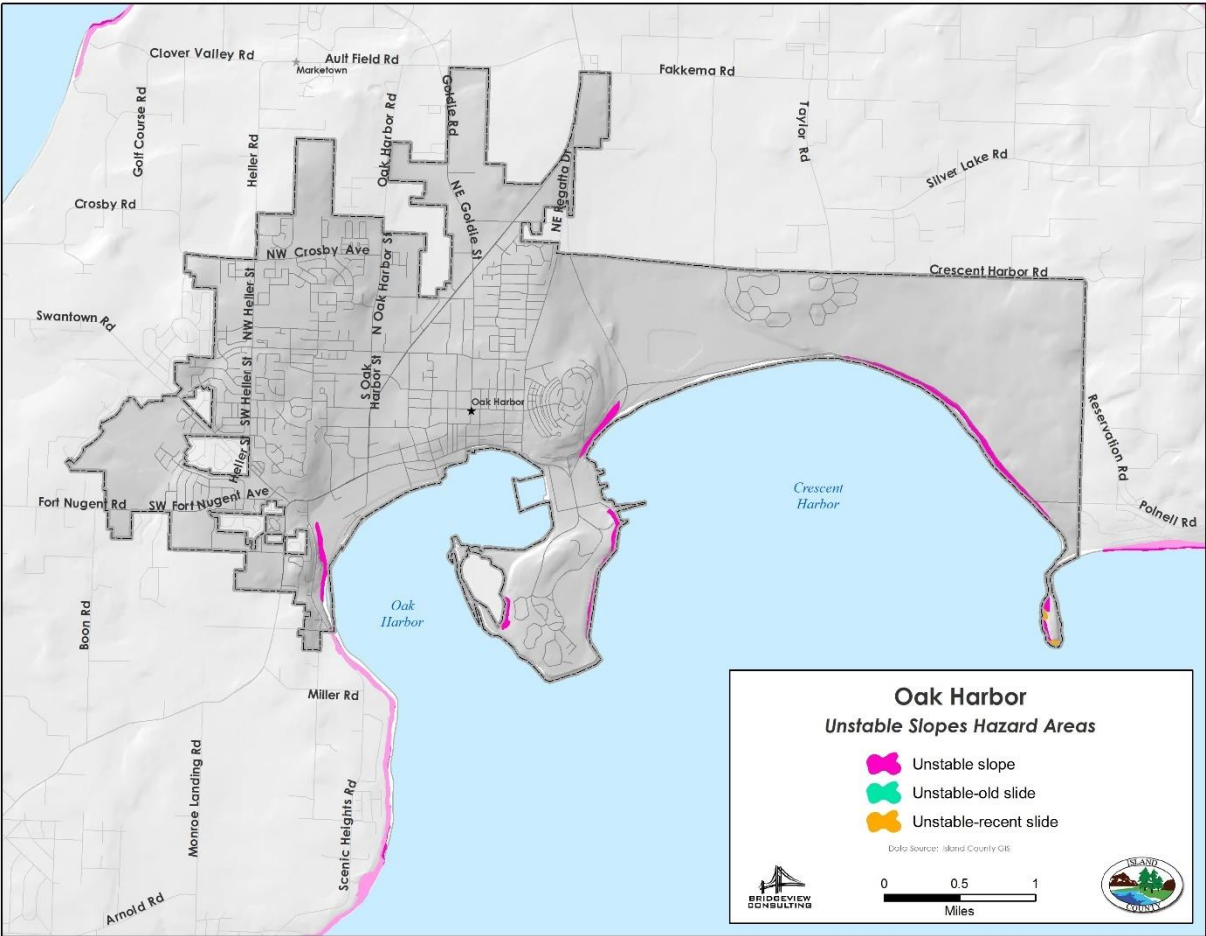 Clover Valley Rd
Ault Field Rd
Marketown
Fakkema Rd
Golf Course Rd
Heller Rd
Oak Harbor Rd
Goldie Rd
Taylor Rd
Silver Lake Rd
Crosby Rd
NE Goldie St
NE Regatta Dr
NW Crosby Ave
N Oak Harbor St
NW Heller St
Crescent Harbor Rd
Swantown Rd
S Oak
Harbor St
SW Heller St
Oak Harbor
Reservation Rd
Heller St
Fort Nugent Rd
SW Fort Nugent Ave
Crescent
Harbor
Polnell Rd
Boon Rd
Oak
Harbor
Miller Rd
Monroe Landing Rd
Scenic Heights Rd
Arnold Rd
Oak Harbor
Unstable Slopes Hazard Areas
Unstable slope
Unstable-old slide
Unstable-recent slide
Data Source: Island County GIS
BRIDGEVIEW
CONSULTING
0 0.5 1
Miles
ISLAND
COUNTY